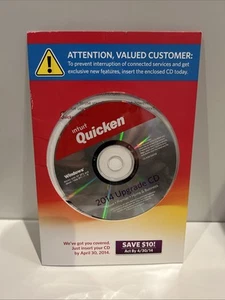 ATTENTION, VALUED CUSTOMER:
To prevent interruption of connected services and get
exclusive new features, insert the enclosed CD today.
intuit
Quicken
Windows
2014 Upgrade CD
We've got you covered.
Just insert your CD
by April 30, 2014.
SAVE $10!
Act By 4/30/14